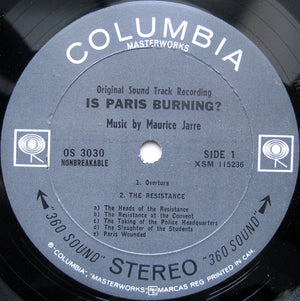 COLUMBIA
MASTERWORKS
Original Sound Track Recording
IS PARIS BURNING?
Music by Maurice Jarre
OS 3030
NONBREAKABLE
SIDE 1
XSM 115236
1. Overture
2. THE RESISTANCE
a) The Heads of the Resistance
b) The Resistance at the Convent
c) The Taking of the Police Headquarters
d) The Slaughter of the Students
e) Paris Wounded
"360 SOUND" STEREO "360 SOUND"
® "COLUMBIA", "MASTERWORKS", MARCAS REG. PRINTED IN CAN.